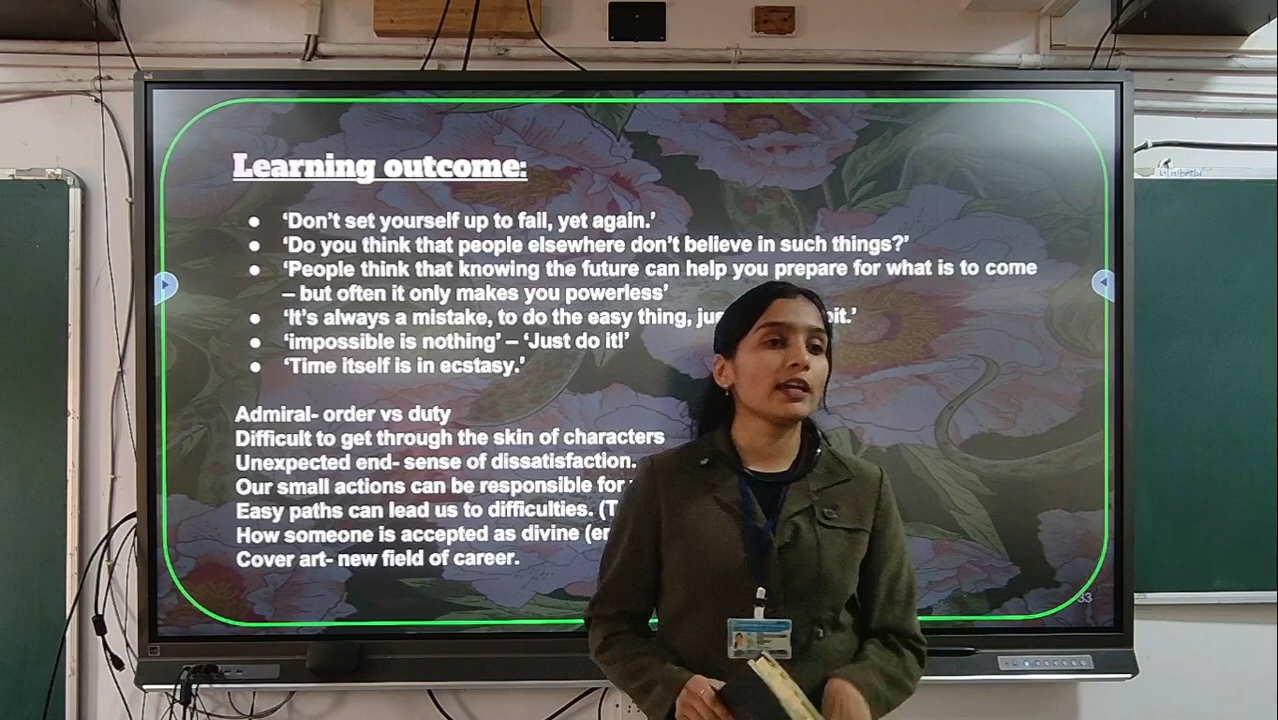 Learning outcome:
● ‘Don’t set yourself up to fail, yet again.’
● ‘Do you think that people elsewhere don’t believe in such things?’
● ‘People think that knowing the future can help you prepare for what is to come
– but often it only makes you powerless’
● ‘It’s always a mistake, to do the easy thing, bit.’
● ‘impossible is nothing’ – ‘Just do it!’
● ‘Time itself is in ecstasy.’
Admiral- order vs duty
Difficult to get through the skin of characters
Unexpected end- sense of dissatisfaction.
Our small actions can be responsible for
Easy paths can lead us to difficulties.
How someone is accepted as divine
Cover art- new field of career.
33